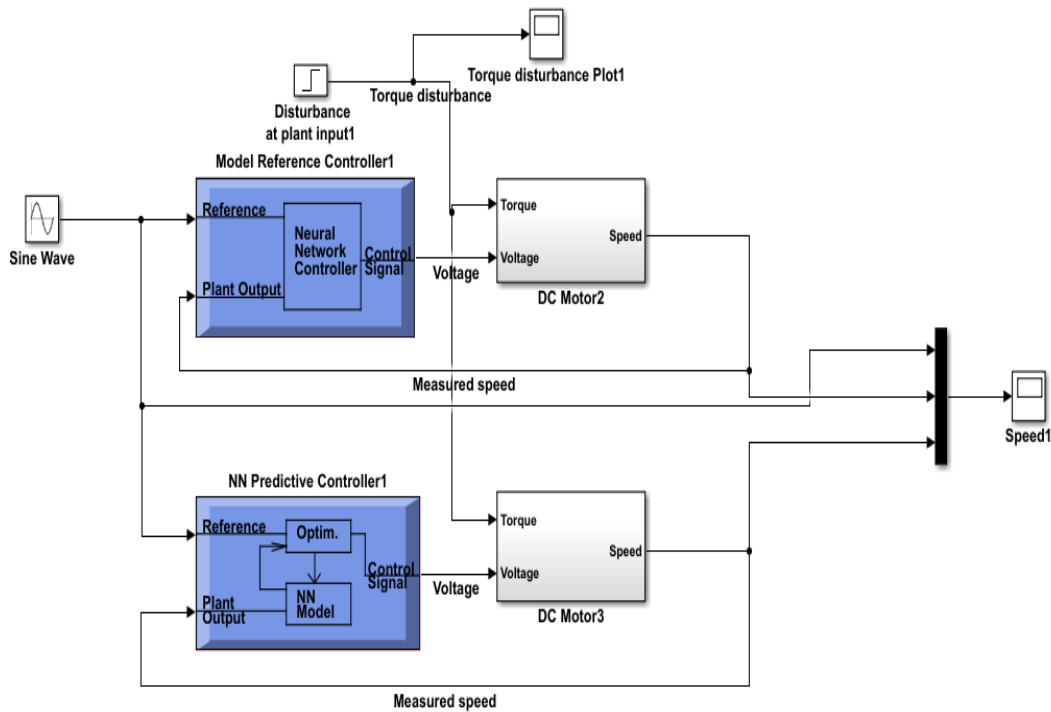 Torque disturbance Plot1
Torque disturbance
Disturbance
at plant input1
Model Reference Controller1
Reference
Neural
Network
Controller
Control
Signal
Plant Output
Voltage
Torque
Voltage
Speed
DC Motor2
Sine Wave
Measured speed
Speed1
NN Predictive Controller1
Reference
Optim.
Control
Signal
Plant
Output
NN
Model
Voltage
Torque
Voltage
Speed
DC Motor3
Measured speed